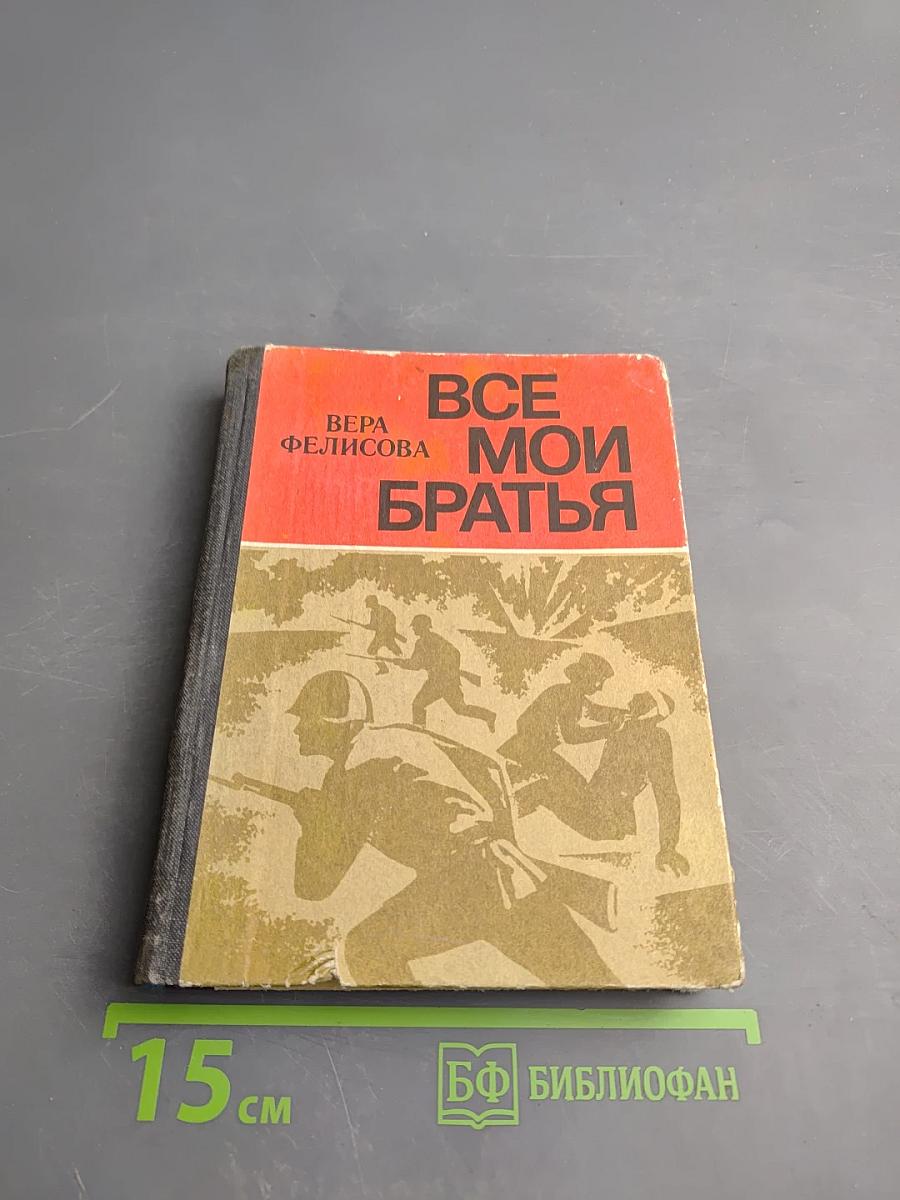 ВСЕ
МОИ
БРАТЬЯ
ВЕРА
ФЕЛИСОВА
15 см
БФ БИБЛИОФАН